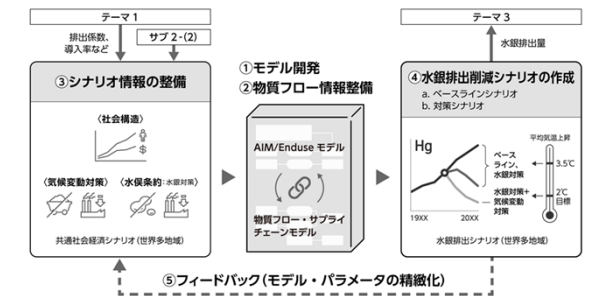 テーマ 1
テーマ 3
排出係数、
導入率など
サブ 2-(2)
水銀排出量
③シナリオ情報の整備
〈社会構造〉
$
〈気候変動対策〉
〈水俣条約:水銀対策〉
共通社会経済シナリオ(世界多地域)
①モデル開発
②物質フロー情報整備
AIM/Enduse モデル
物質フロー・サプライ
チェーンモデル
④水銀排出削減シナリオの作成
a. ベースラインシナリオ
b. 対策シナリオ
Hg
19XX
20XX
ベース
ライン、
水銀対策
水銀対策+
気候変動
対策
平均気温上昇
3.5℃
2℃
目標
水銀排出シナリオ(世界多地域)
⑤フィードバック(モデル・パラメータの精緻化)